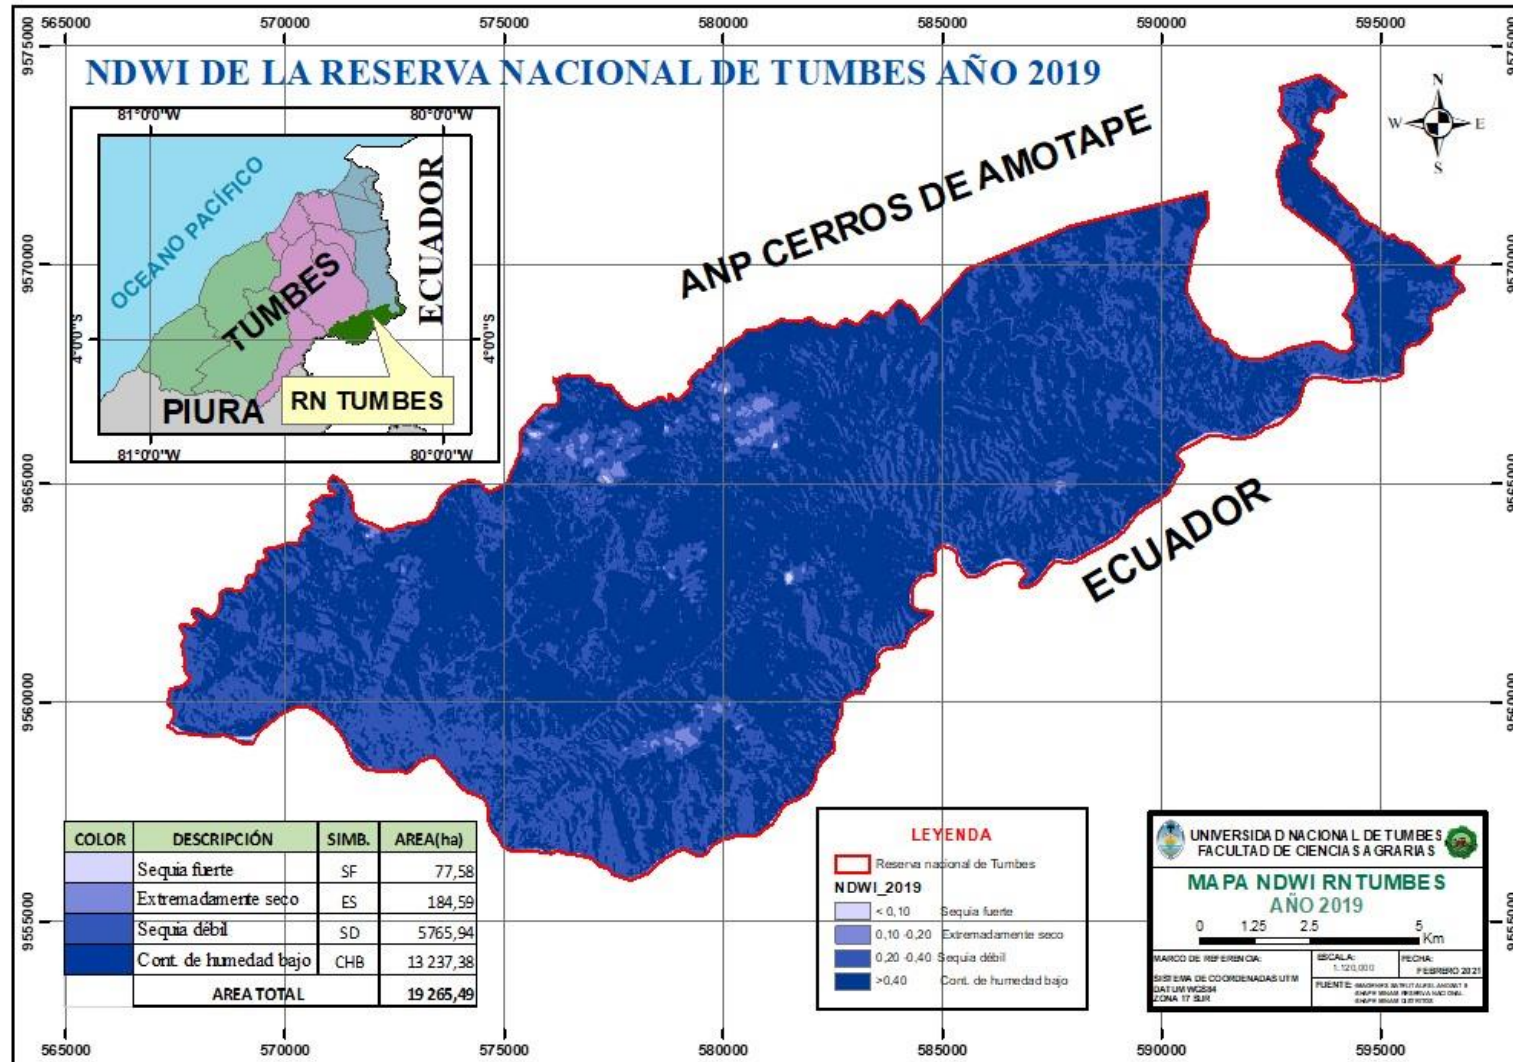 565000 570000 575000 580000 585000 590000 595000
9575000 9575000
NDWI DE LA RESERVA NACIONAL DE TUMBES AÑO 2019
N
W E
S
81°0'0"W 80°0'0"W
OCEANO PACÍFICO
ECUADOR
TUMBES
4°0'0"S 4°0'0"S
RN TUMBES
PIURA
81°0'0"W 80°0'0"W
ANP CERROS DE AMOTAPE
9570000 9570000
9565000 9565000
ECUADOR
9560000 9560000
9555000 9555000
COLOR DESCRIPCIÓN SIMB. AREA(ha)
Sequia fuerte SF 77,58
Extremadamente seco ES 184,59
Sequia débil SD 5765,94
Cont. de humedad bajo CHB 13 237,38
AREA TOTAL 19 265,49
LEYENDA
Reserva nacional de Tumbes
NDWI_2019
< 0,10 Sequia fuerte
0,10 -0,20 Extremadamente seco
0,20 -0,40 Sequia débil
>0,40 Cont. de humedad bajo
UNIVERSIDAD NACIONAL DE TUMBES
FACULTAD DE CIENCIAS AGRARIAS
MAPA NDWI RN TUMBES
AÑO 2019
0 1.25 2.5 5
Km
MARCO DE REFERENCIA:
SISTEMA DE COORDENADAS UTM
DATUM WGS84
ZONA 17 SUR
ESCALA:
1:120,000
FECHA:
FEBRERO 2021
FUENTE:
565000 570000 575000 580000 585000 590000 595000